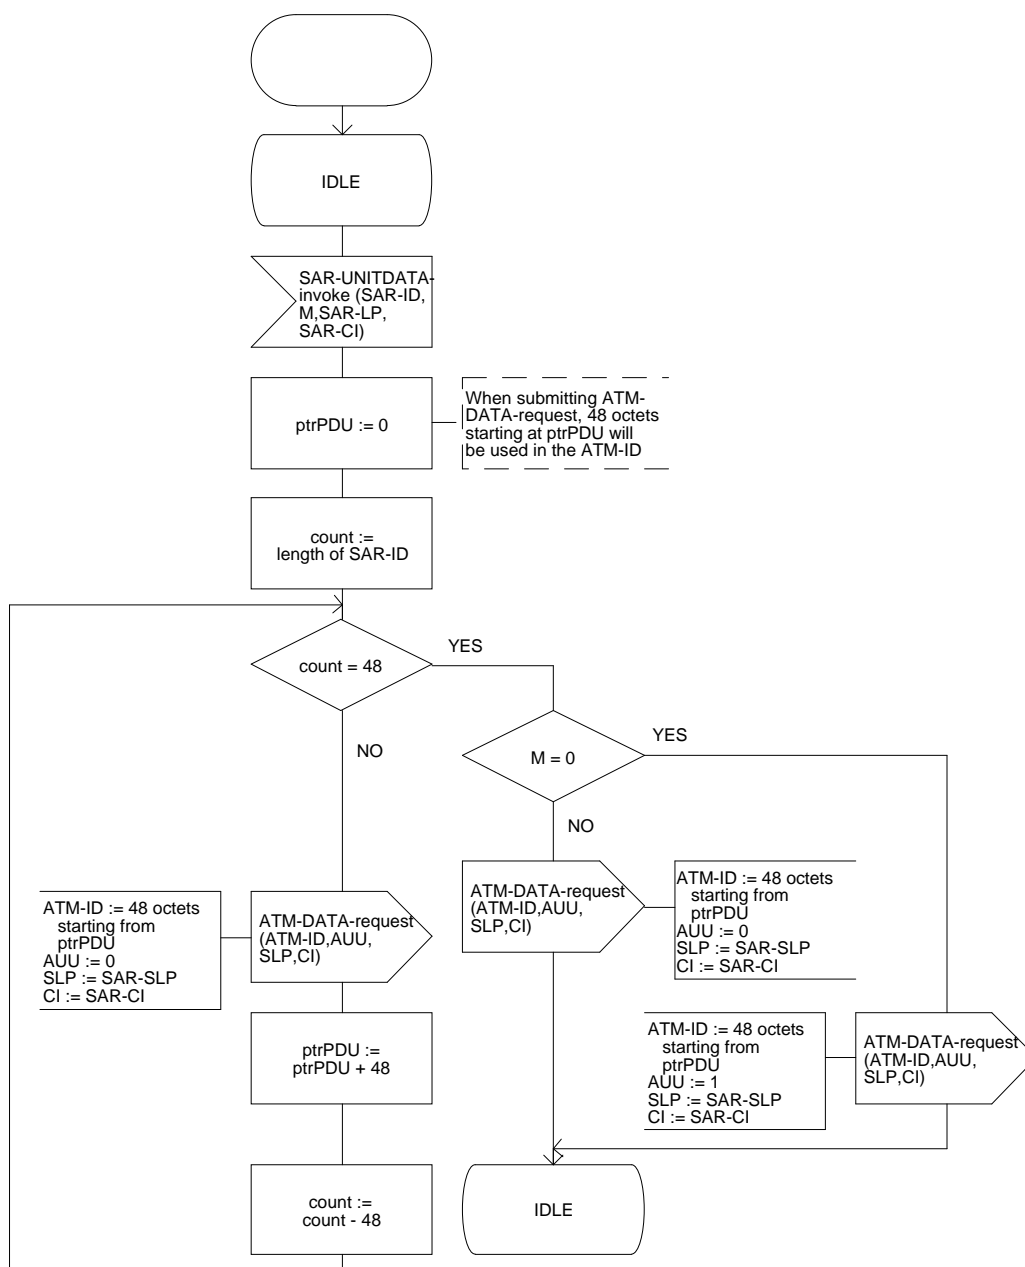 IDLE
SAR-UNITDATA-
invoke (SAR-ID,
M,SAR-LP,
SAR-CI)
ptrPDU := 0
When submitting ATM-
DATA-request, 48 octets
starting at ptrPDU will
be used in the ATM-ID
count :=
length of SAR-ID
count = 48
YES
NO
M = 0
YES
NO
ATM-ID := 48 octets
starting from
ptrPDU
AUU := 0
SLP := SAR-SLP
CI := SAR-CI
ATM-DATA-request
(ATM-ID,AUU,
SLP,CI)
ATM-DATA-request
(ATM-ID,AUU,
SLP,CI)
ATM-ID := 48 octets
starting from
ptrPDU
AUU := 0
SLP := SAR-SLP
CI := SAR-CI
ptrPDU :=
ptrPDU + 48
ATM-ID := 48 octets
starting from
ptrPDU
AUU := 1
SLP := SAR-SLP
CI := SAR-CI
ATM-DATA-request
(ATM-ID,AUU,
SLP,CI)
count :=
count - 48
IDLE